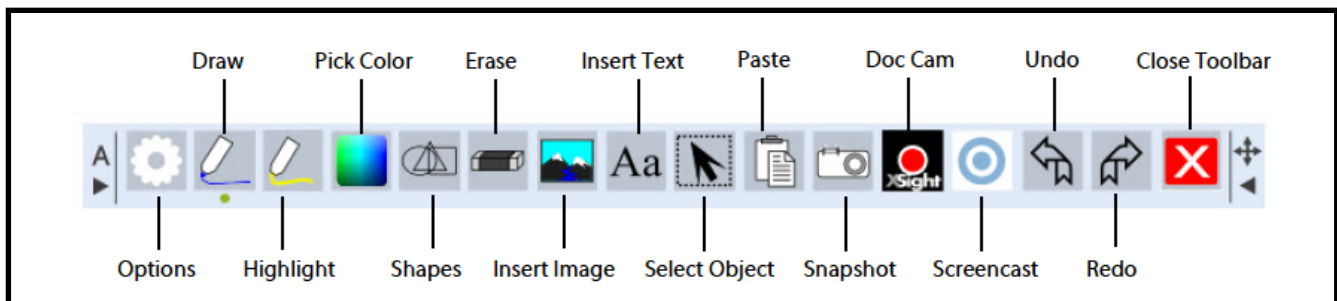 Draw Pick Color Erase Insert Text Paste Doc Cam Undo Close Toolbar
A Aa XSight X
Options Highlight Shapes Insert Image Select Object Snapshot Screencast Redo